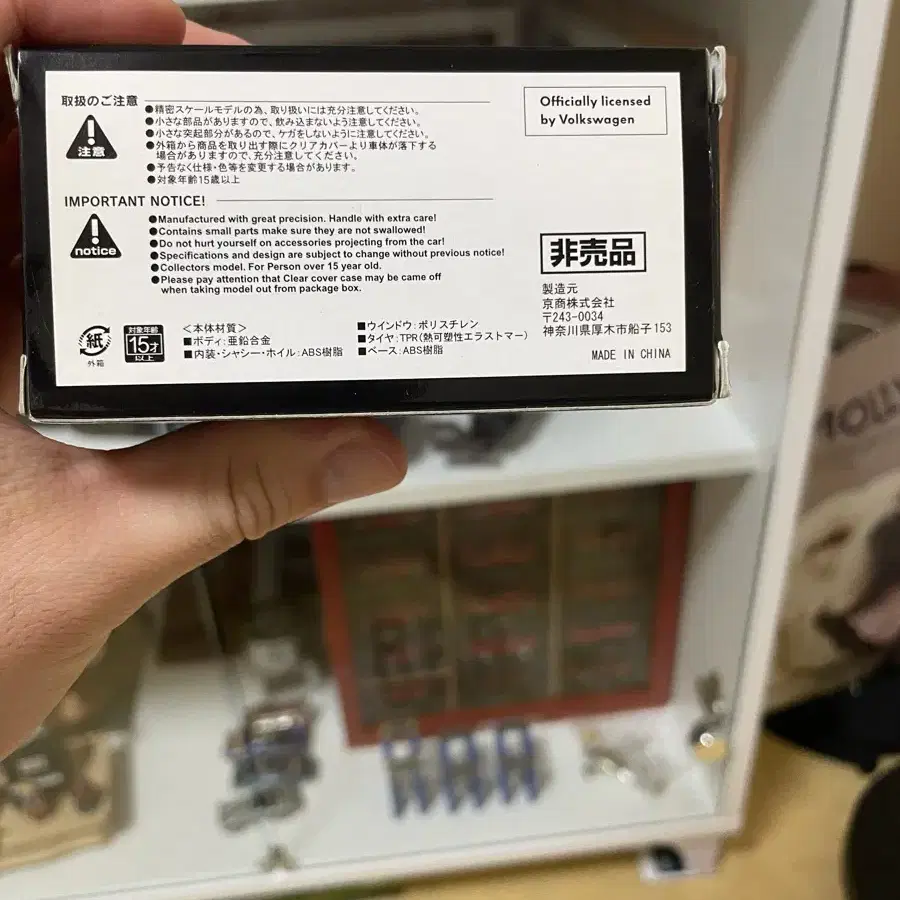 取扱のご注意
注意
●精密スケールモデルの為、取り扱いには充分注意してください。
●小さな部品がありますので、飲み込まないよう注意してください。
●小さな突起部分があるので、ケガをしないように注意してください。
●外箱から商品を取り出す際にクリアカバーより車体が落下する
場合がありますので、充分注意してください。
●予告なく仕様・色等を変更する場合があります。
●対象年齢15歳以上
Officially licensed
by Volkswagen
IMPORTANT NOTICE!
notice
●Manufactured with great precision. Handle with extra care!
●Contains small parts make sure they are not swallowed!
●Do not hurt yourself on accessories projecting from the car!
●Specifications and design are subject to change without previous notice!
●Collectors model. For Person over 15 year old.
●Please pay attention that Clear cover case may be came off
when taking model out from package box.
非売品
製造元
京商株式会社
〒243-0034
神奈川県厚木市船子153
MADE IN CHINA
紙
外箱
対象年齢
15才
以上
＜本体材質＞
■ボディ:亜鉛合金
■内装・シャシー・ホイル:ABS樹脂
■ウインドウ:ポリスチレン
■タイヤ:TPR(熱可塑性エラストマー)
■ベース:ABS樹脂